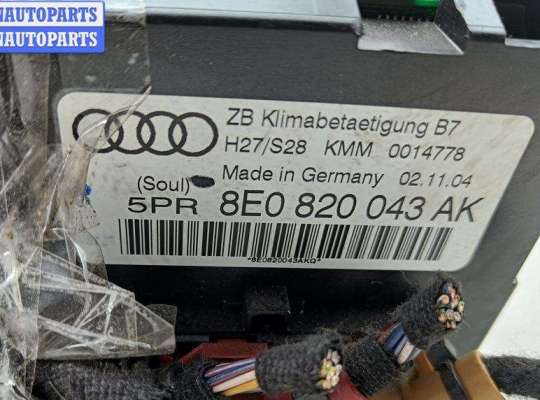 NAUTOPARTS
NAUTOPARTS
ZB Klimabetaetigung B7
H27/S28 KMM 0014778
Made in Germany 02.11.04
(Soul)
5PR 8E0 820 043 AK
*8E0820043AKQ*